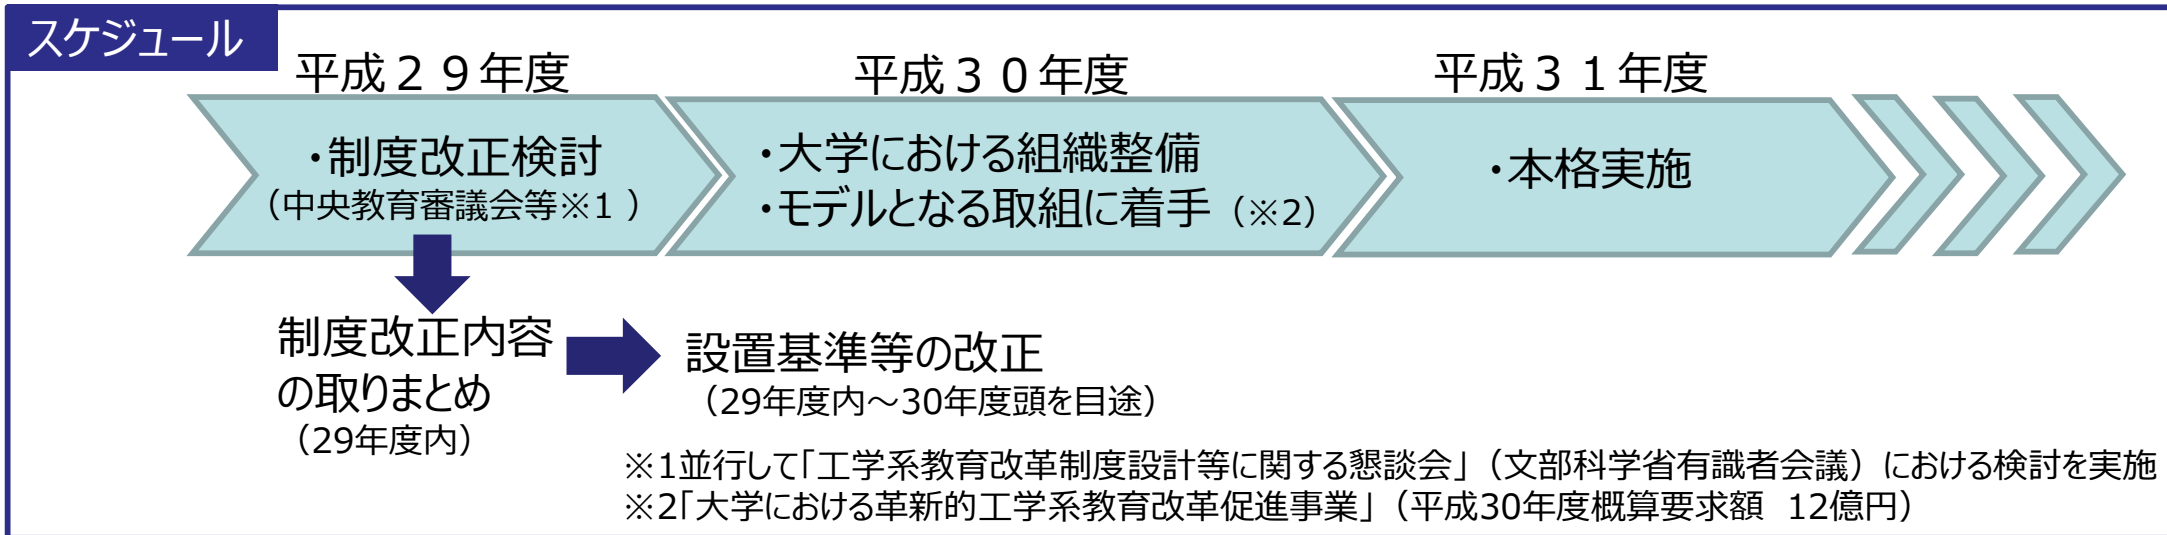 スケジュール
平成２９年度
平成３０年度
平成３１年度
・制度改正検討
（中央教育審議会等※1 ）
・大学における組織整備
・モデルとなる取組に着手（※2）
・本格実施
制度改正内容
の取りまとめ
（29年度内）
設置基準等の改正
（29年度内～30年度頭を目途）
※1並行して「工学系教育改革制度設計等に関する懇談会」（文部科学省有識者会議）における検討を実施
※2「大学における革新的工学系教育改革促進事業」（平成30年度概算要求額 12億円）